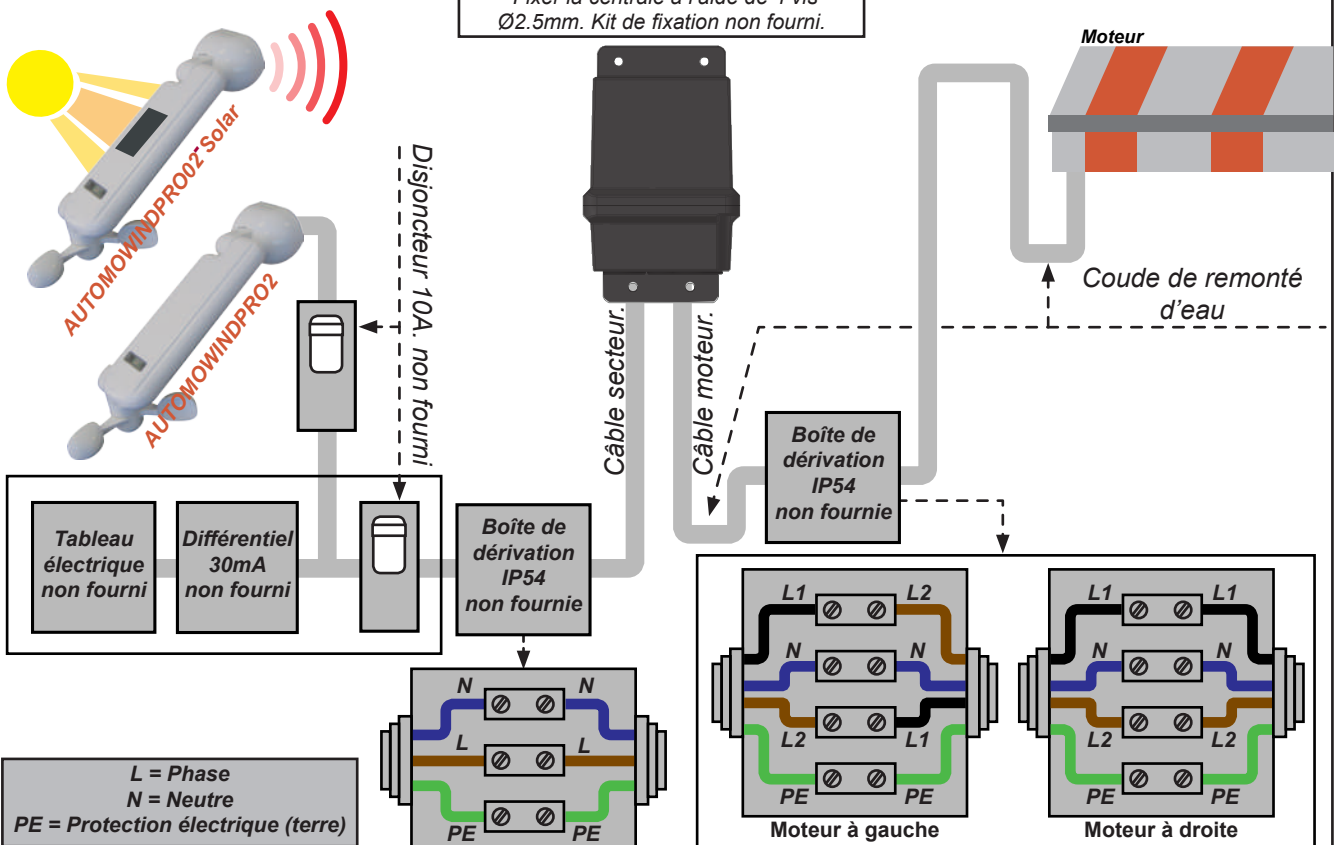 Fixer la centrale à l'aide de 4 vis
Ø2.5mm. Kit de fixation non fourni.
Moteur
AUTOMOWINDPRO02 Solar
AUTOMOWINDPRO2
Disjoncteur 10A. non fourni
Câble secteur.
Câble moteur.
Coude de remonté
d'eau
Boîte de
dérivation
IP54
non fournie
Tableau
électrique
non fourni
Différentiel
30mA
non fourni
Boîte de
dérivation
IP54
non fournie
N N
L L
PE PE
L1 L2
N N
L2 L1
PE PE
Moteur à gauche
L1 L1
N N
L2 L2
PE PE
Moteur à droite
L = Phase
N = Neutre
PE = Protection électrique (terre)